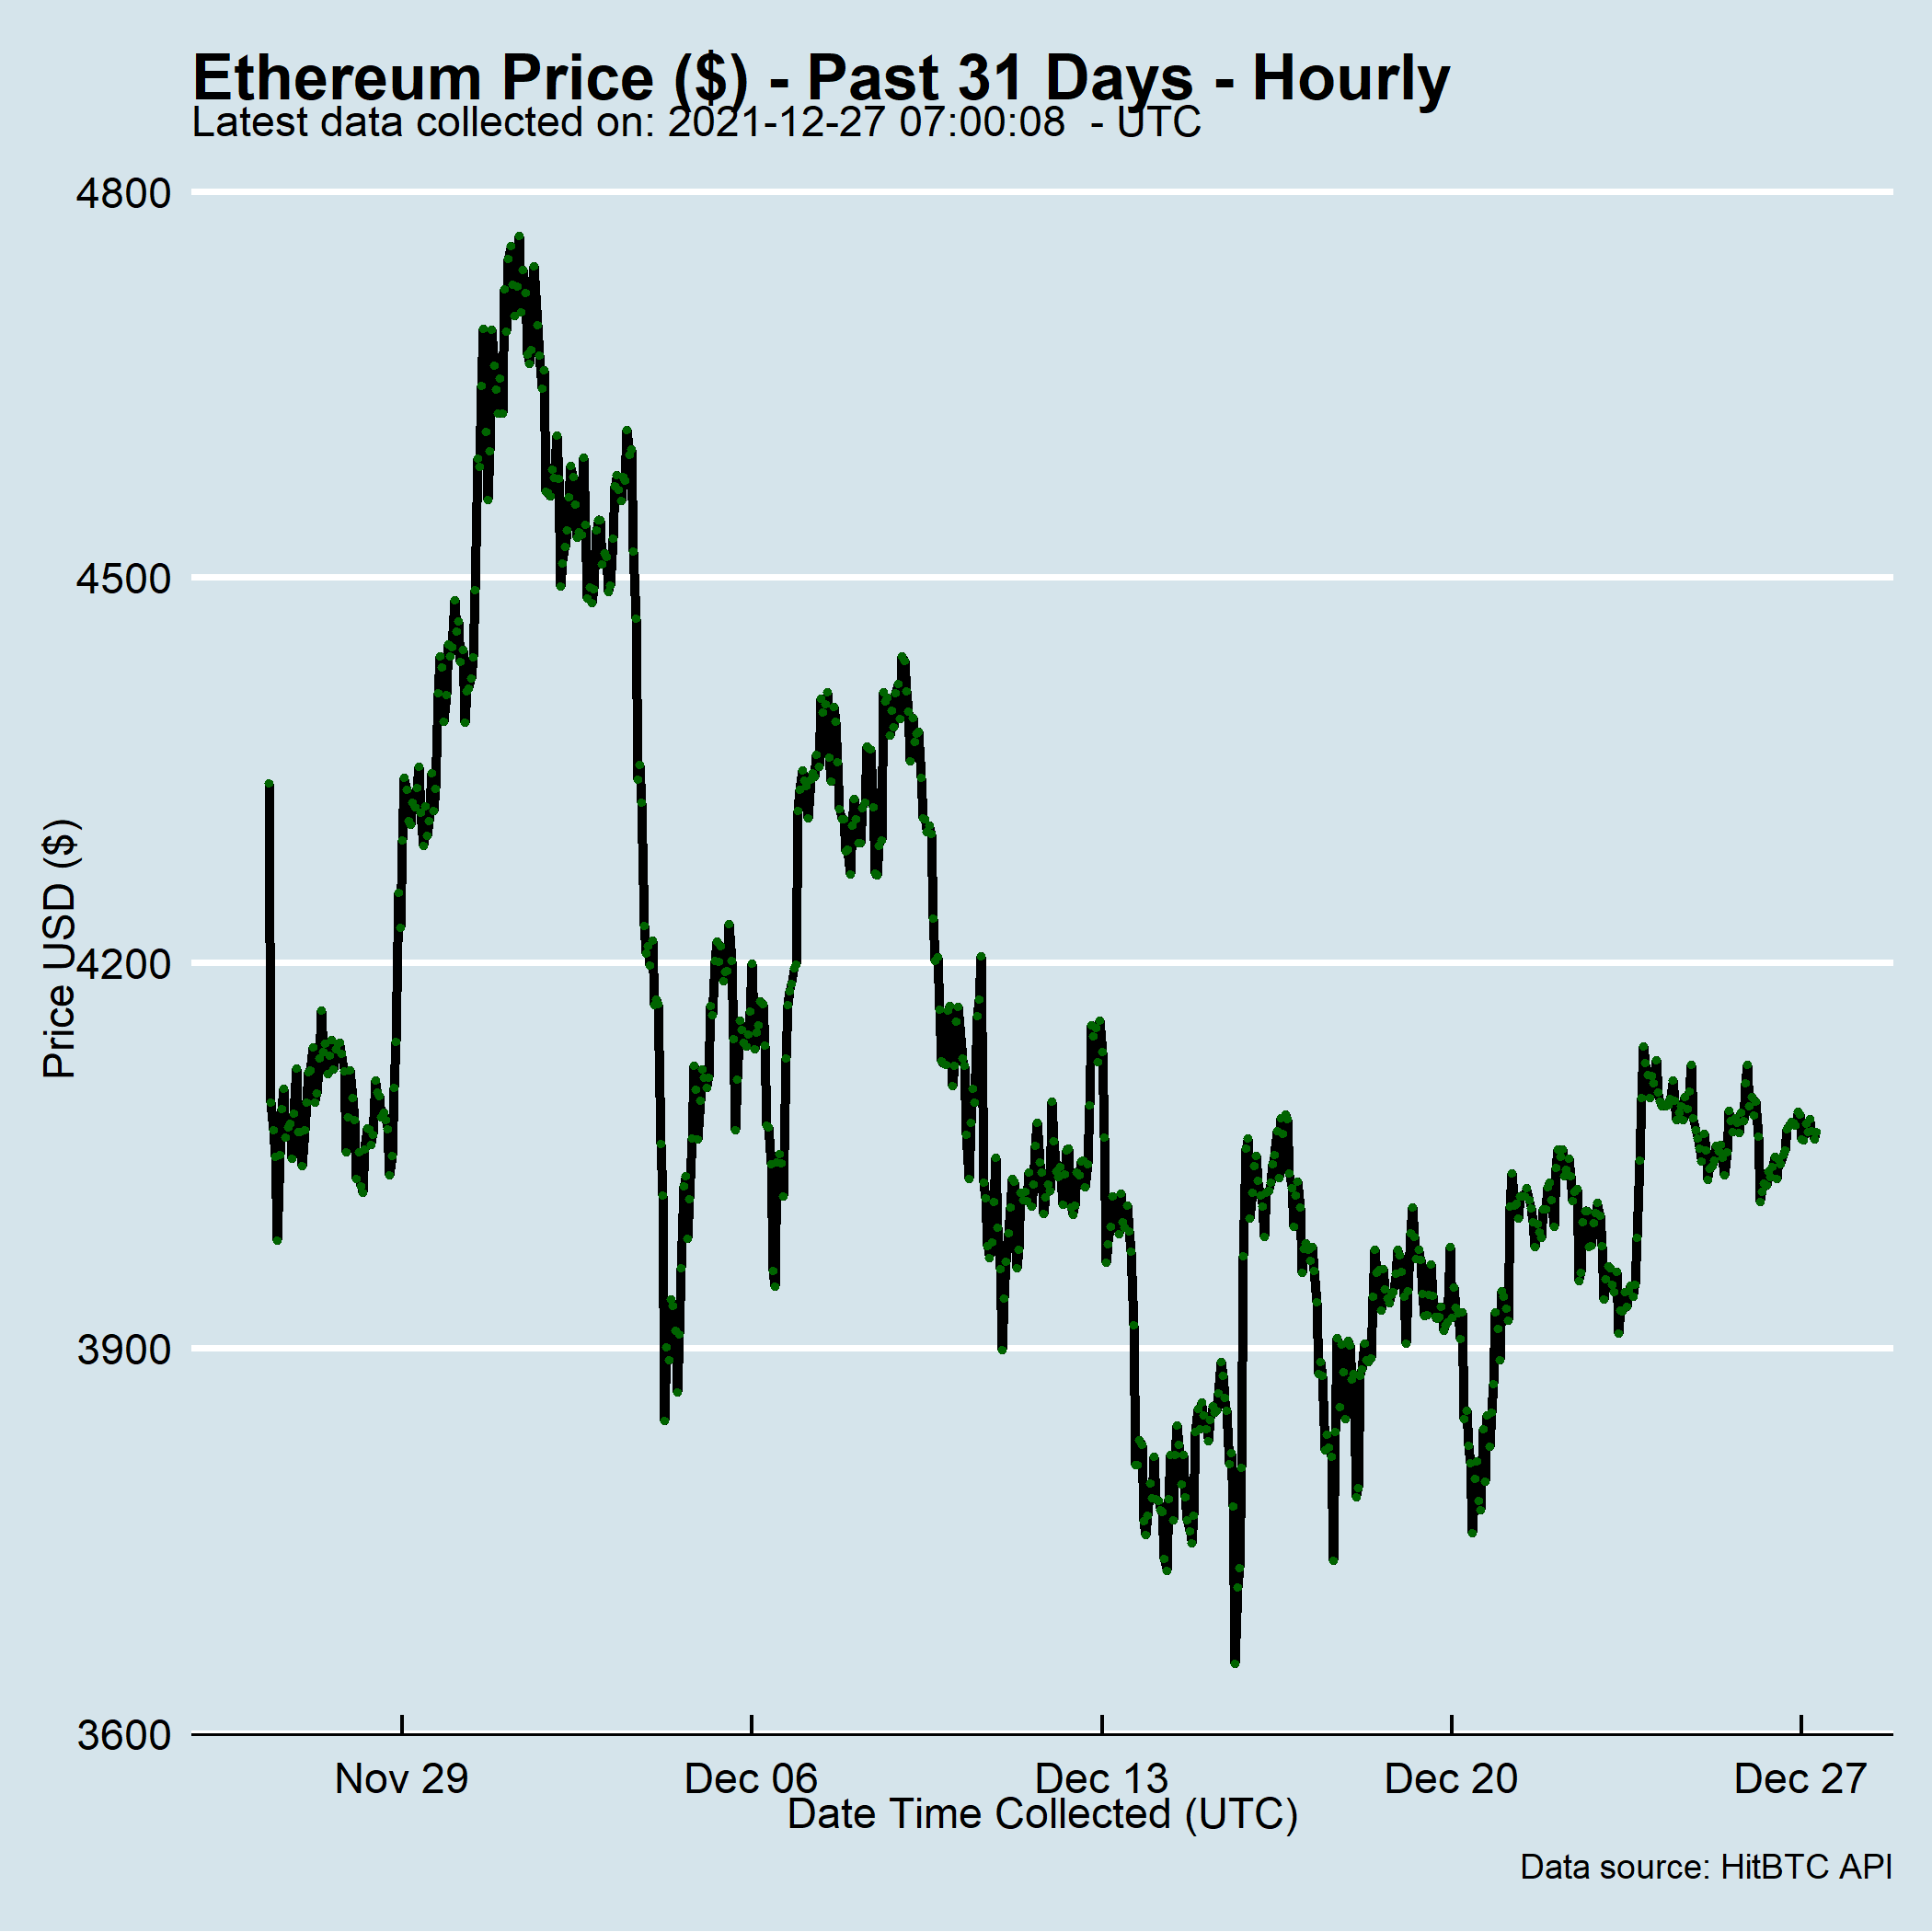 Ethereum Price ($) - Past 31 Days - Hourly
Latest data collected on: 2021-12-27 07:00:08  - UTC
4800
4500
4200
3900
3600
Price USD ($)
Nov 29
Dec 06
Dec 13
Dec 20
Dec 27
Date Time Collected (UTC)
Data source: HitBTC API